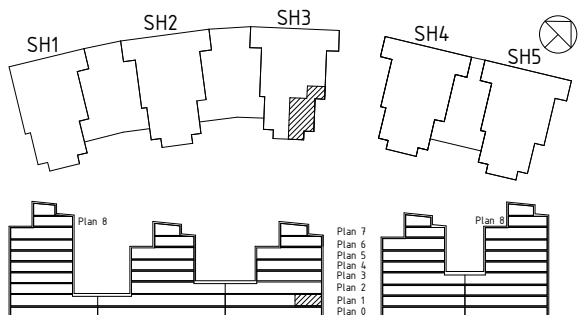 SH1
SH2
SH3
SH4
SH5
Plan 8
Plan 8
Plan 7
Plan 6
Plan 5
Plan 4
Plan 3
Plan 2
Plan 1
Plan 0